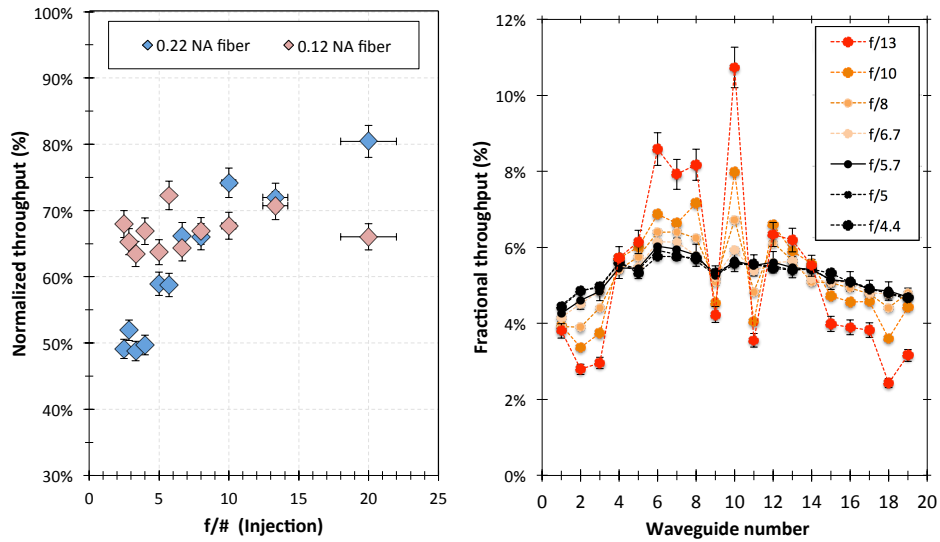 100%
90%
80%
70%
60%
50%
40%
30%
Normalized throughput (%)
0.22 NA fiber
0.12 NA fiber
0 5 10 15 20 25
f/# (Injection)
12%
10%
8%
6%
4%
2%
0%
Fractional throughput (%)
f/13
f/10
f/8
f/6.7
f/5.7
f/5
f/4.4
0 2 4 6 8 10 12 14 16 18 20
Waveguide number